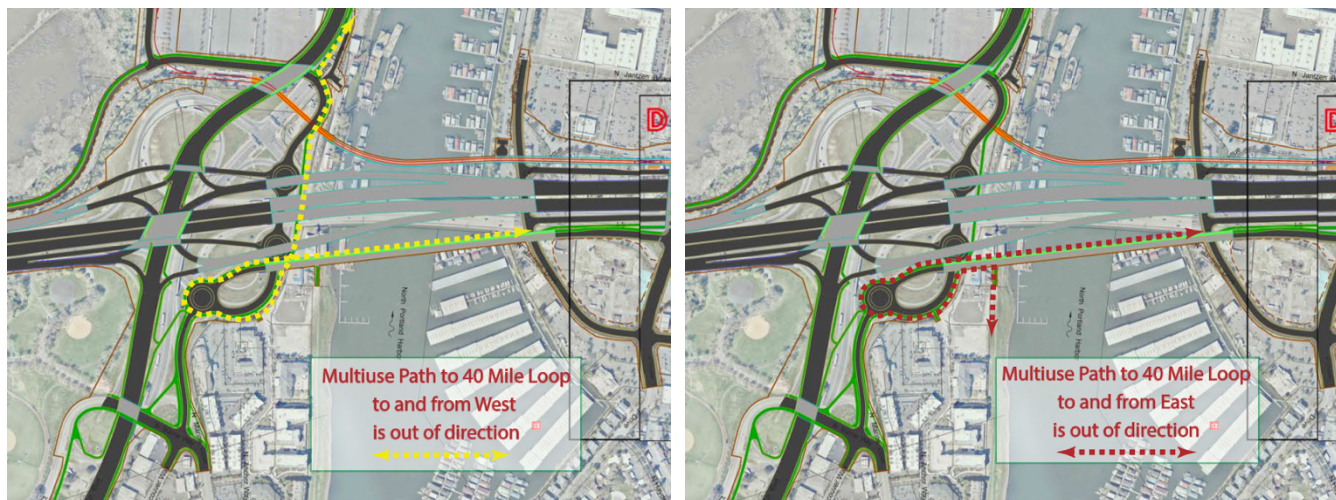 N Jantzen
D
North Portland Harbor
Multiuse Path to 40 Mile Loop
to and from West
is out of direction
N Jantzen
D
North Portland Harbor
Multiuse Path to 40 Mile Loop
to and from East
is out of direction